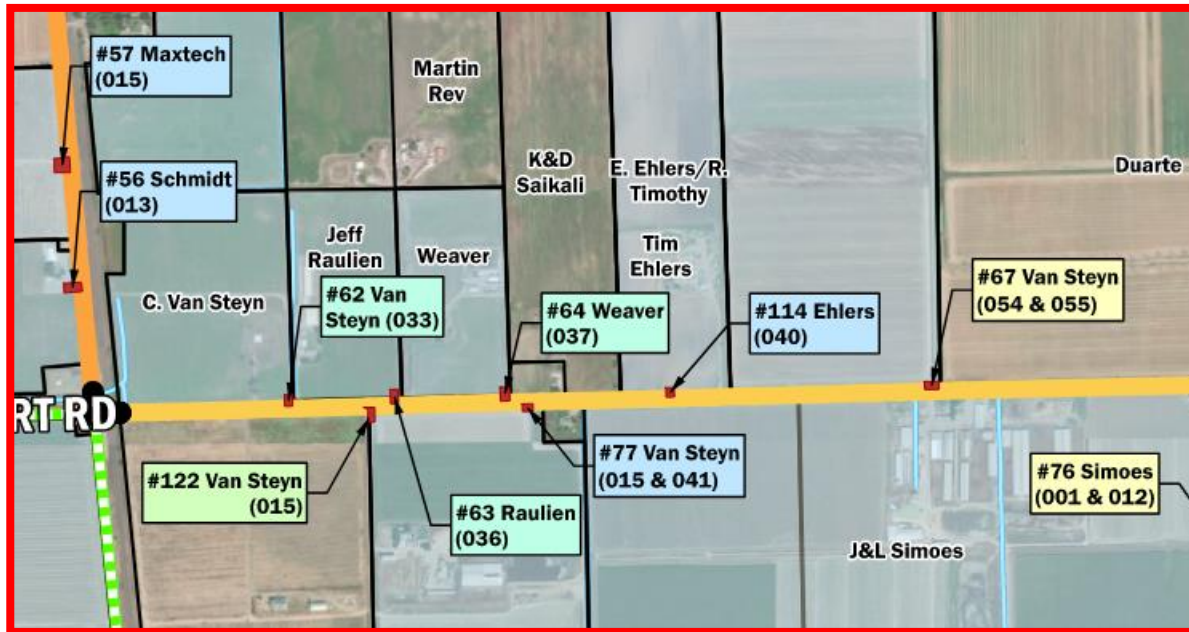 #57 Maxtech
(015)
Martin
Rev
#56 Schmidt
(013)
K&D
Saikali
E. Ehlers/R.
Timothy
Duarte
Jeff
Raulien
Weaver
Tim
Ehlers
C. Van Steyn
#62 Van
Steyn (033)
#64 Weaver
(037)
#114 Ehlers
(040)
#67 Van Steyn
(054 & 055)
RT RD
#122 Van Steyn
(015)
#63 Raulien
(036)
#77 Van Steyn
(015 & 041)
#76 Simoes
(001 & 012)
J&L Simoes